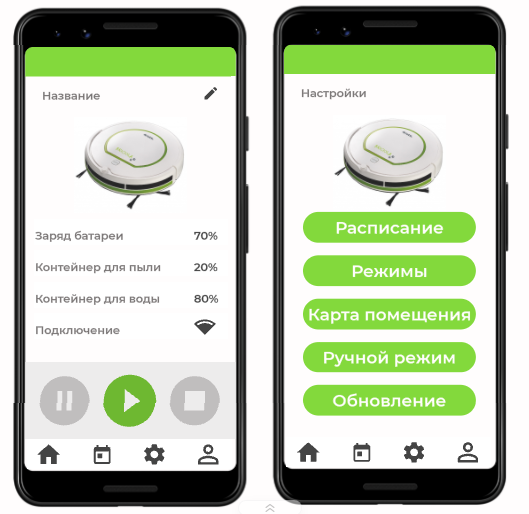 Название
Заряд батареи 70%
Контейнер для пыли 20%
Контейнер для воды 80%
Подключение
Настройки
Расписание
Режимы
Карта помещения
Ручной режим
Обновление